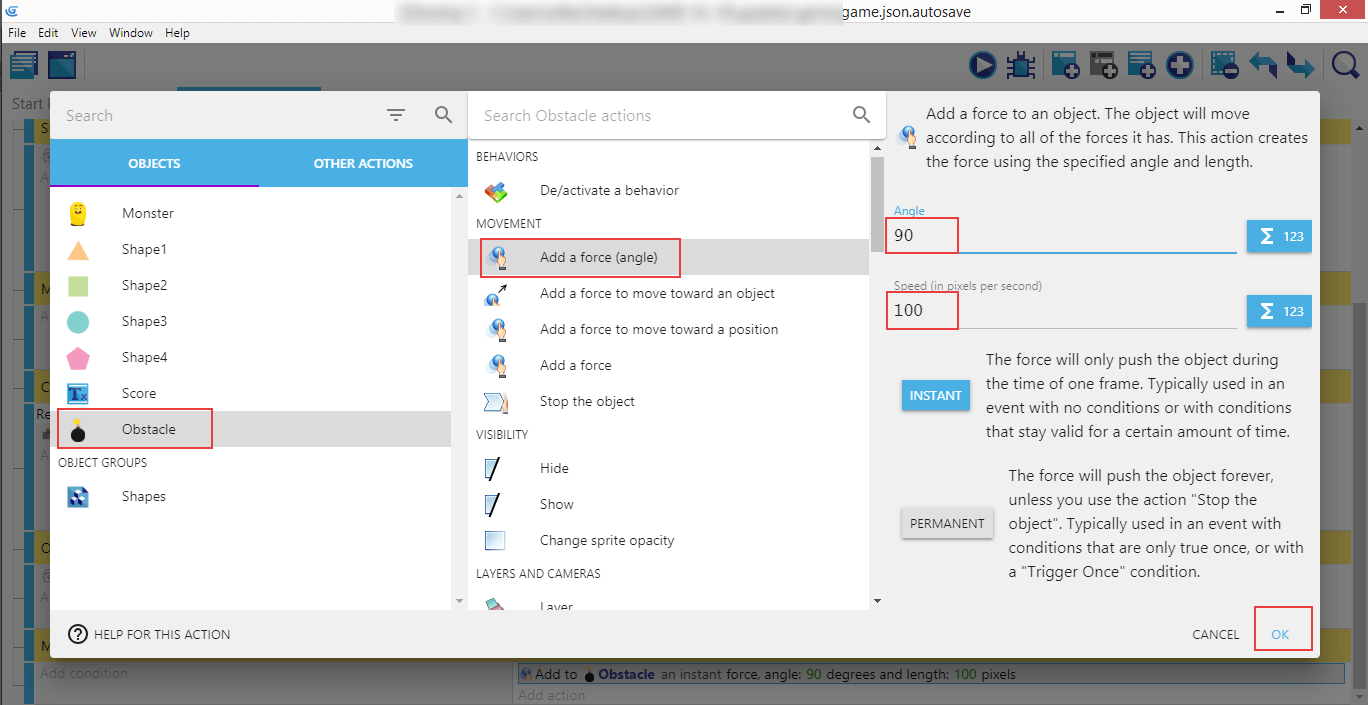 game.json.autosave
File Edit View Window Help
Start
Search
OBJECTS OTHER ACTIONS
Monster
Shape1
Shape2
Shape3
Shape4
Score
Obstacle
OBJECT GROUPS
Shapes
Search Obstacle actions
BEHAVIORS
De/activate a behavior
MOVEMENT
Add a force (angle)
Add a force to move toward an object
Add a force to move toward a position
Add a force
Stop the object
VISIBILITY
Hide
Show
Change sprite opacity
LAYERS AND CAMERAS
Layer
Add a force to an object. The object will move
according to all of the forces it has. This action creates
the force using the specified angle and length.
Angle
90
Σ 123
Speed (in pixels per second)
100
Σ 123
INSTANT
The force will only push the object during
the time of one frame. Typically used in an
event with no conditions or with conditions
that stay valid for a certain amount of time.
PERMANENT
The force will push the object forever,
unless you use the action "Stop the
object". Typically used in an event with
conditions that are only true once, or with
a "Trigger Once" condition.
? HELP FOR THIS ACTION
CANCEL OK
S
A
M
A
C
Re
A
O
A
M
Add condition
Add to Obstacle an instant force, angle: 90 degrees and length: 100 pixels
Add action